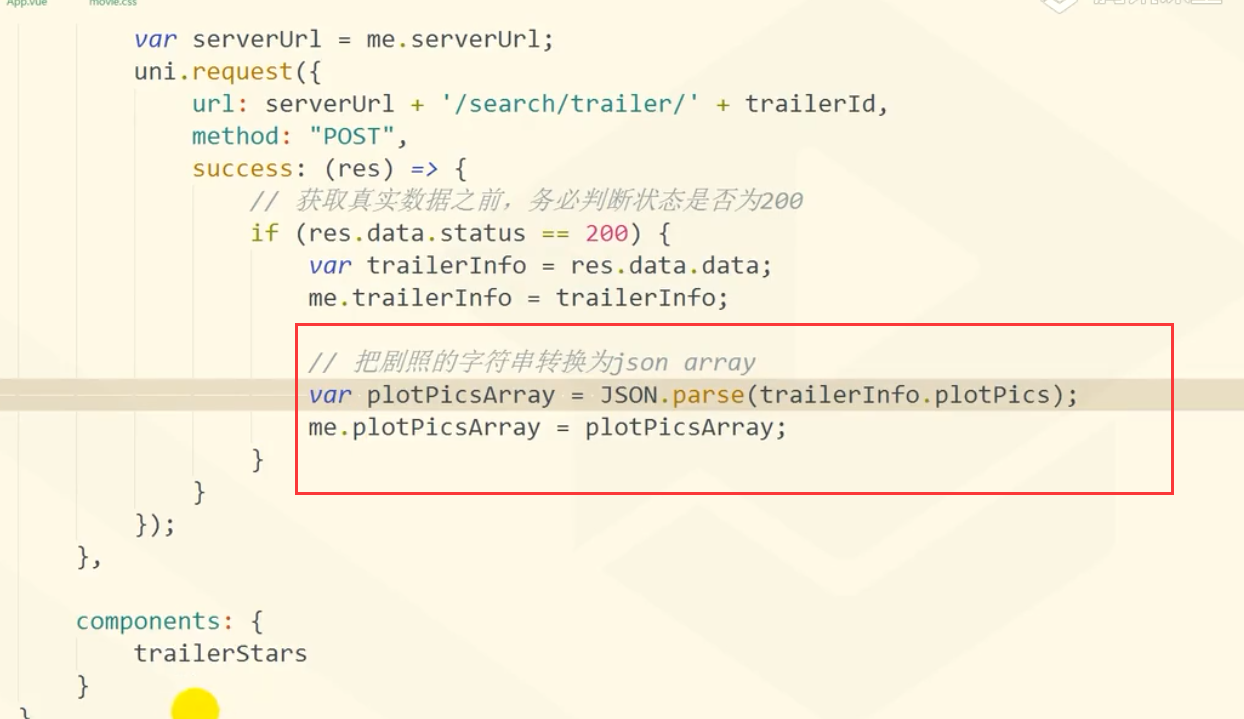 App.vue movie.css
var serverUrl = me.serverUrl;
uni.request({
url: serverUrl + '/search/trailer/' + trailerId,
method: "POST",
success: (res) => {
// 获取真实数据之前，务必判断状态是否为200
if (res.data.status == 200) {
var trailerInfo = res.data.data;
me.trailerInfo = trailerInfo;
// 把剧照的字符串转换为json array
var plotPicsArray = JSON.parse(trailerInfo.plotPics);
me.plotPicsArray = plotPicsArray;
}
}
});
},
components: {
trailerStars
}
}